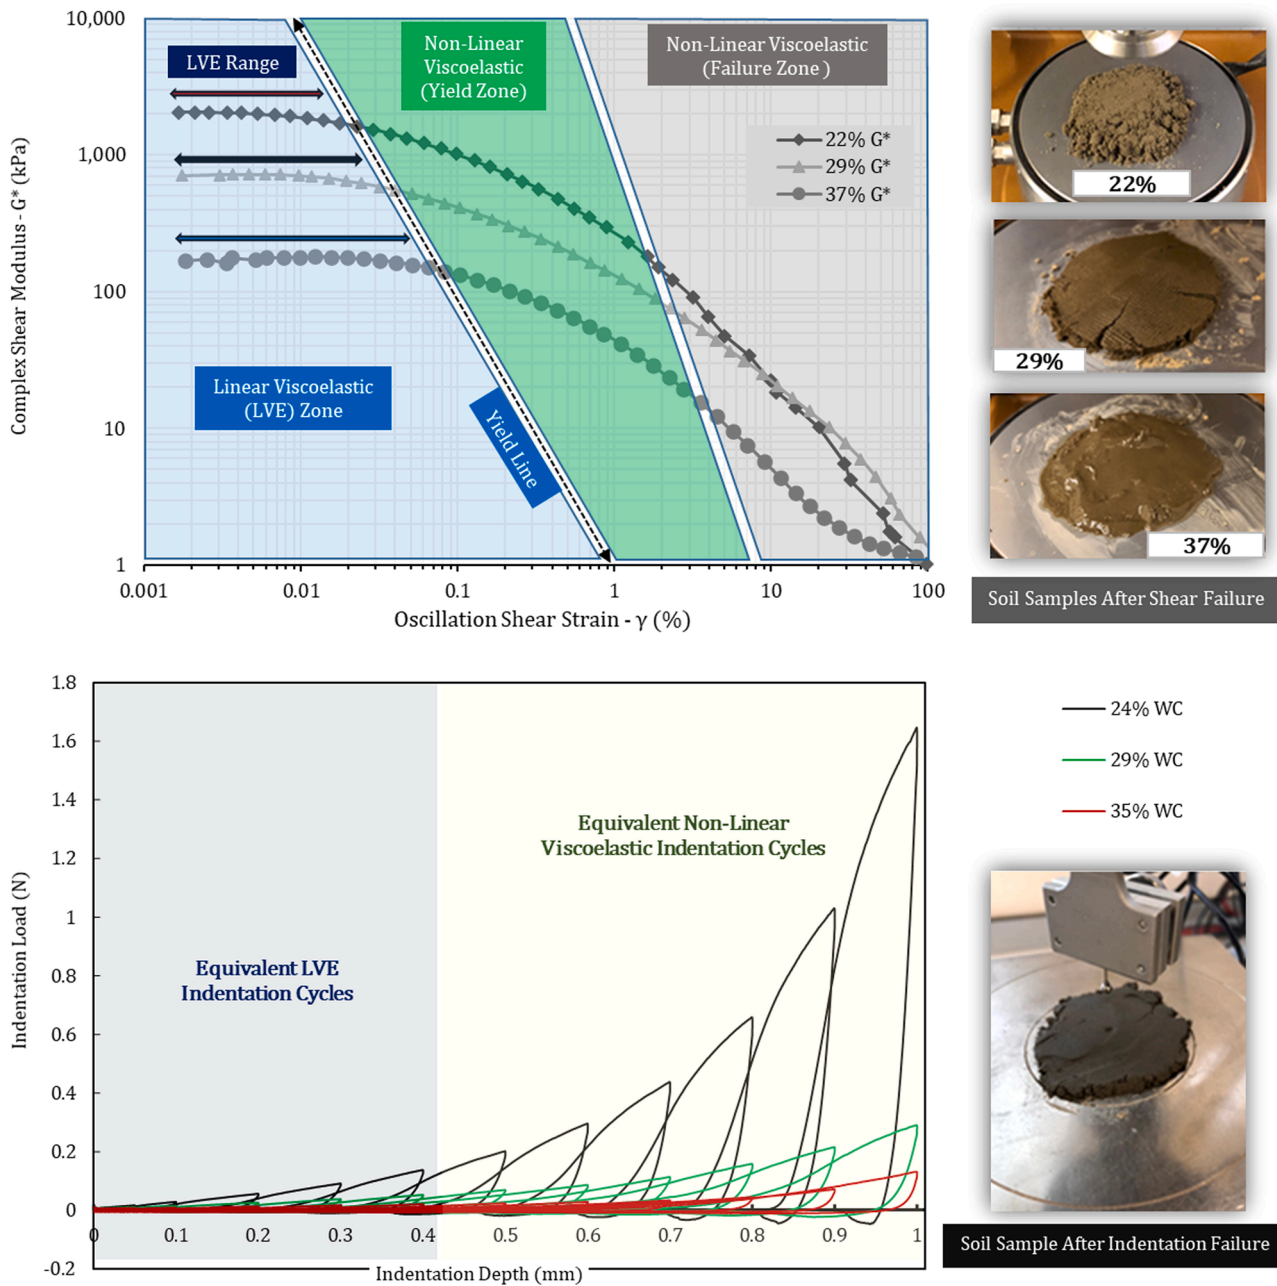 10,000
1,000
100
10
1
Complex Shear Modulus - G* (kPa)
LVE Range
Non-Linear
Viscoelastic
(Yield Zone)
Non-Linear Viscoelastic
(Failure Zone )
22% G*
29% G*
37% G*
Linear Viscoelastic
(LVE) Zone
Yield Line
0.001
0.01
0.1
1
10
100
Oscillation Shear Strain - γ (%)
22%
29%
37%
Soil Samples After Shear Failure
1.8
1.6
1.4
1.2
1
0.8
0.6
0.4
0.2
0
-0.2
Indentation Load (N)
Equivalent LVE
Indentation Cycles
Equivalent Non-Linear
Viscoelastic Indentation Cycles
0
0.1
0.2
0.3
0.4
0.5
0.6
0.7
0.8
0.9
1
Indentation Depth (mm)
24% WC
29% WC
35% WC
Soil Sample After Indentation Failure